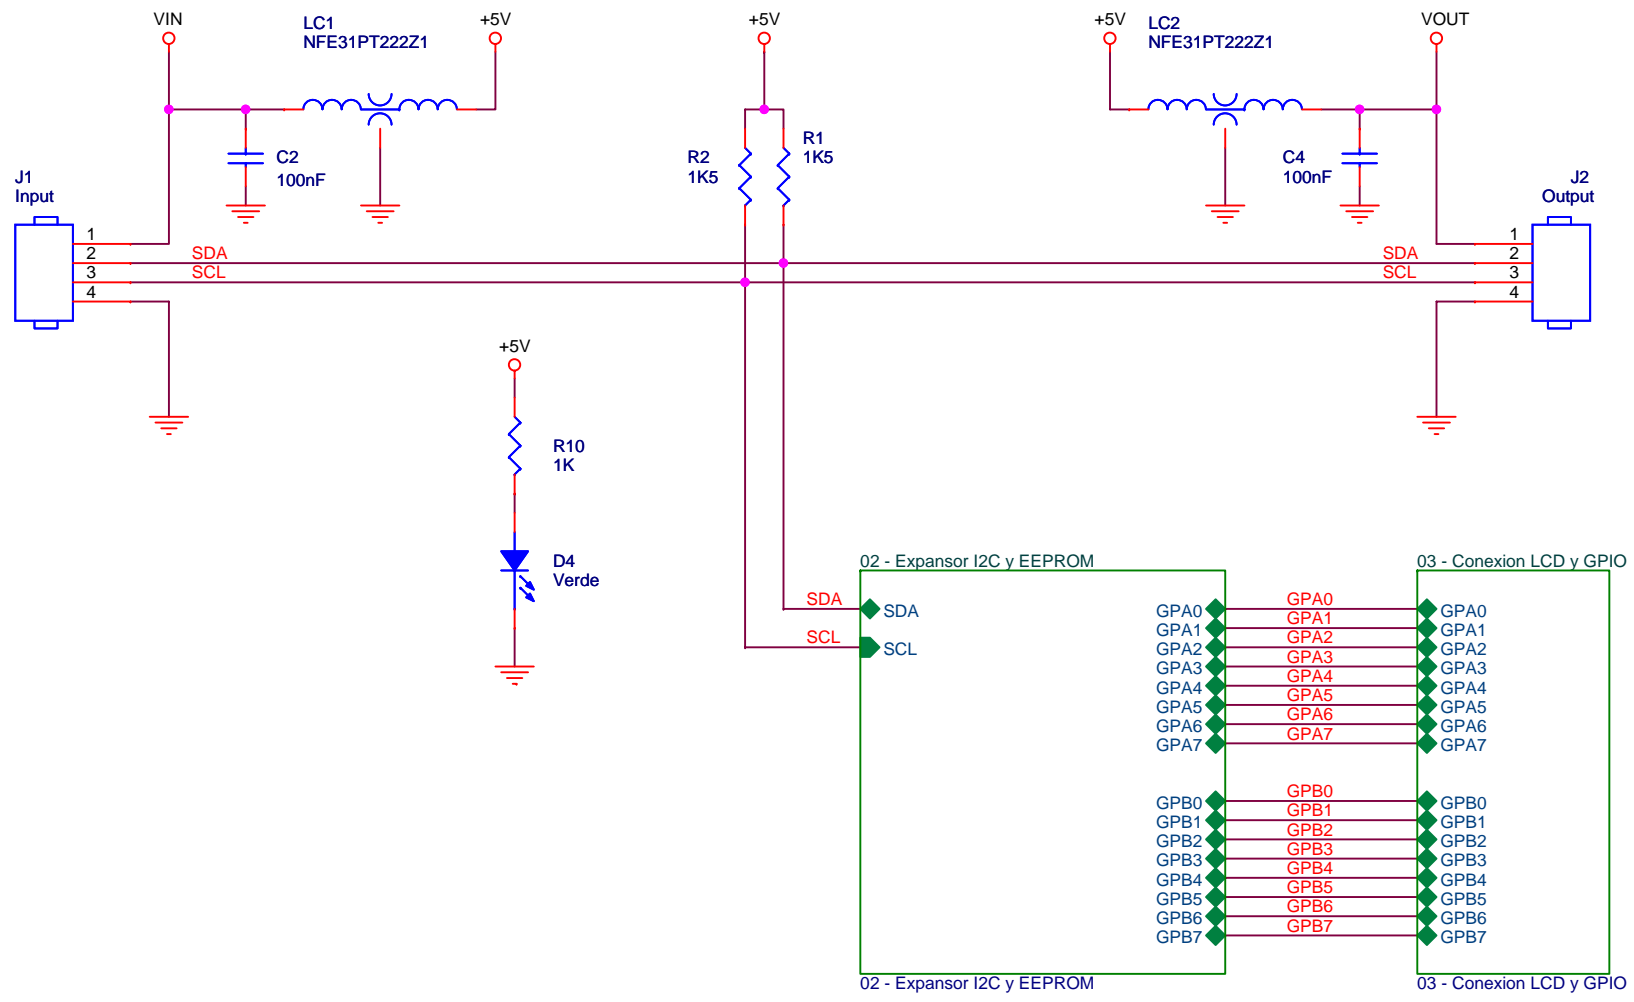 VIN
LC1
NFE31PT222Z1
+5V
+5V
+5V
LC2
NFE31PT222Z1
VOUT
C2
100nF
R2
1K5
R1
1K5
C4
100nF
J1
Input
J2
Output
1
2
3
4
SDA
SCL
SDA
SCL
1
2
3
4
+5V
R10
1K
D4
Verde
02 - Expansor I2C y EEPROM
03 - Conexion LCD y GPIO
SDA
SDA
SCL
SCL
GPA0
GPA0
GPA0
GPA1
GPA1
GPA1
GPA2
GPA2
GPA2
GPA3
GPA3
GPA3
GPA4
GPA4
GPA4
GPA5
GPA5
GPA5
GPA6
GPA6
GPA6
GPA7
GPA7
GPA7
GPB0
GPB0
GPB0
GPB1
GPB1
GPB1
GPB2
GPB2
GPB2
GPB3
GPB3
GPB3
GPB4
GPB4
GPB4
GPB5
GPB5
GPB5
GPB6
GPB6
GPB6
GPB7
GPB7
GPB7
02 - Expansor I2C y EEPROM
03 - Conexion LCD y GPIO